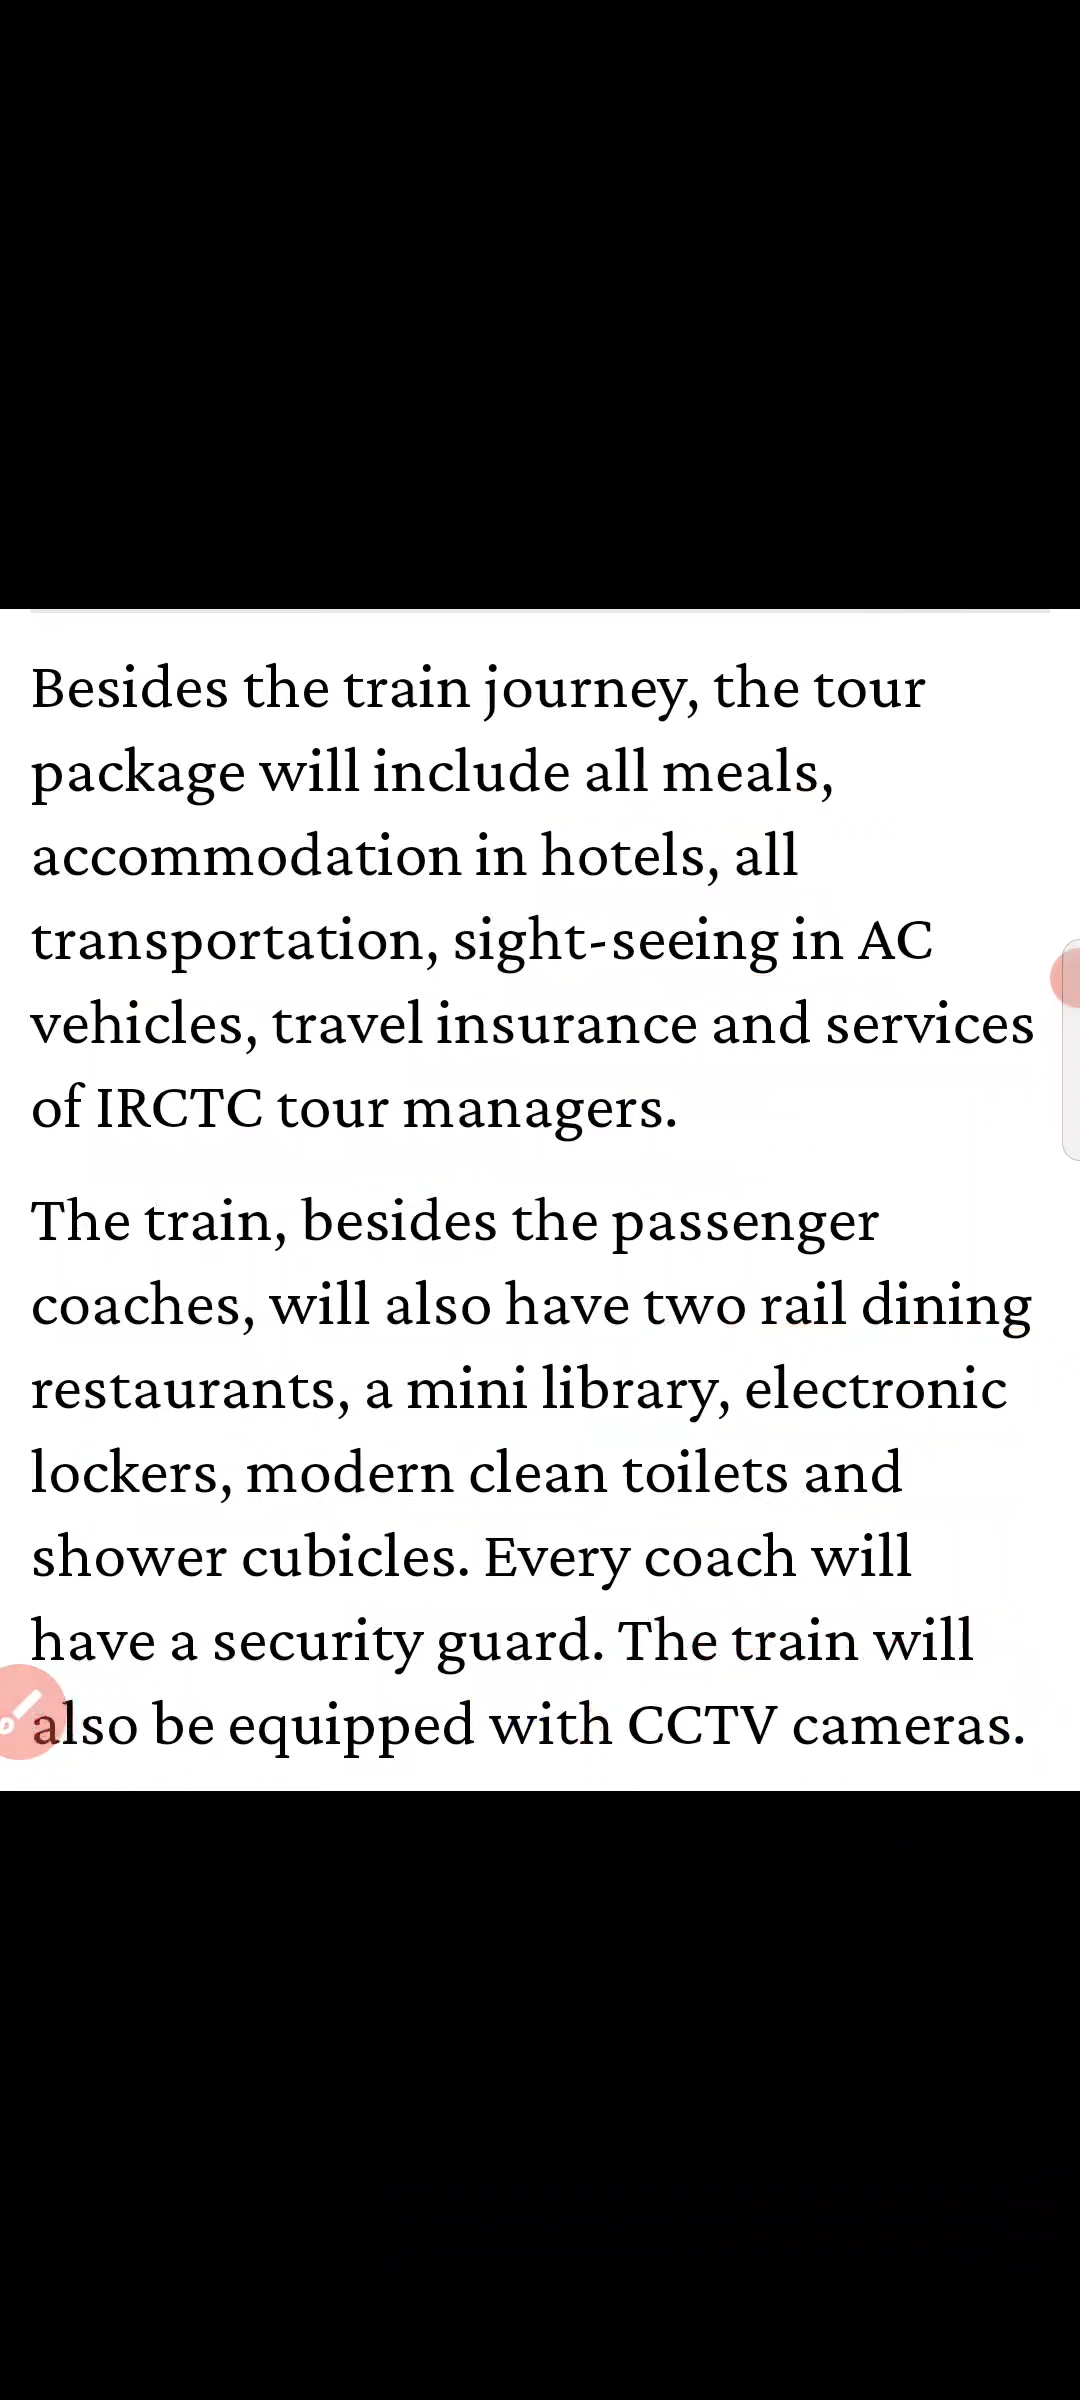 Besides the train journey, the tour
package will include all meals,
accommodation in hotels, all
transportation, sight-seeing in AC
vehicles, travel insurance and services
of IRCTC tour managers.
The train, besides the passenger
coaches, will also have two rail dining
restaurants, a mini library, electronic
lockers, modern clean toilets and
shower cubicles. Every coach will
have a security guard. The train will
also be equipped with CCTV cameras.